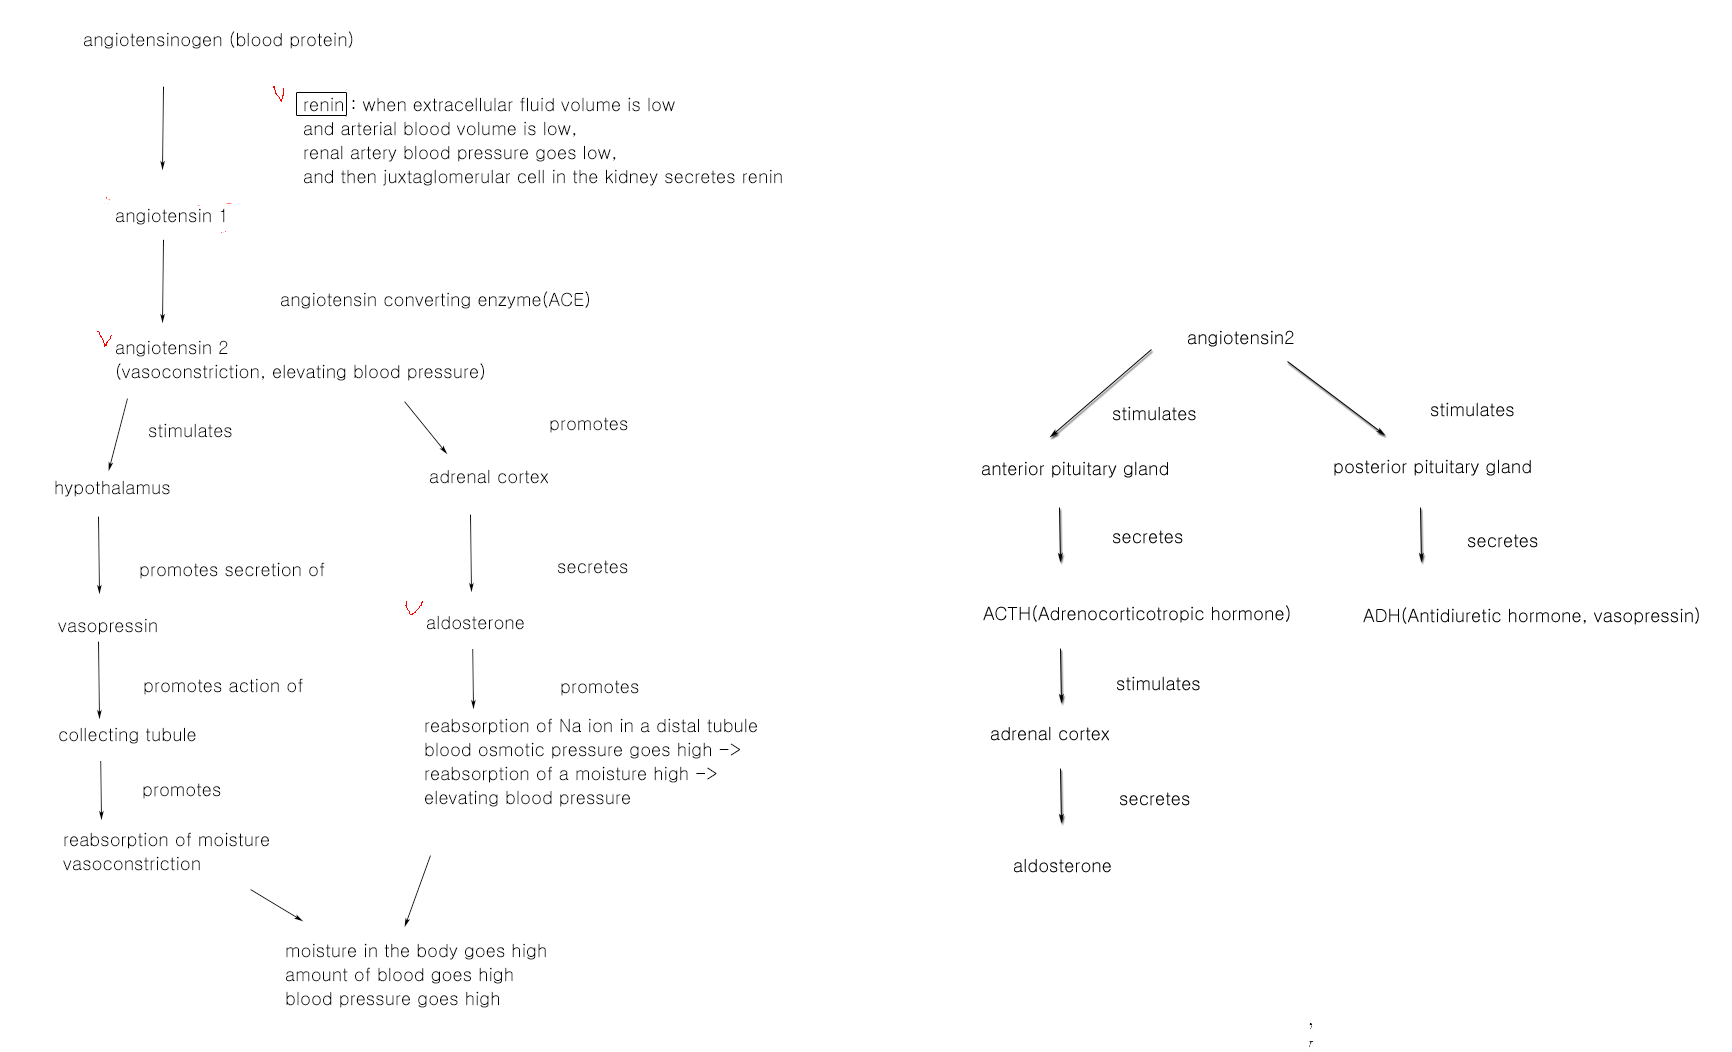 angiotensinogen (blood protein)
renin : when extracellular fluid volume is low
and arterial blood volume is low,
renal artery blood pressure goes low,
and then juxtaglomerular cell in the kidney secretes renin
angiotensin 1
angiotensin converting enzyme(ACE)
angiotensin 2
(vasoconstriction, elevating blood pressure)
stimulates
promotes
hypothalamus
adrenal cortex
promotes secretion of
secretes
vasopressin
aldosterone
promotes action of
promotes
collecting tubule
reabsorption of Na ion in a distal tubule
blood osmotic pressure goes high ->
reabsorption of a moisture high ->
elevating blood pressure
promotes
reabsorption of moisture
vasoconstriction
moisture in the body goes high
amount of blood goes high
blood pressure goes high
angiotensin2
stimulates
stimulates
anterior pituitary gland
posterior pituitary gland
secretes
secretes
ACTH(Adrenocorticotropic hormone)
ADH(Antidiuretic hormone, vasopressin)
stimulates
adrenal cortex
secretes
aldosterone